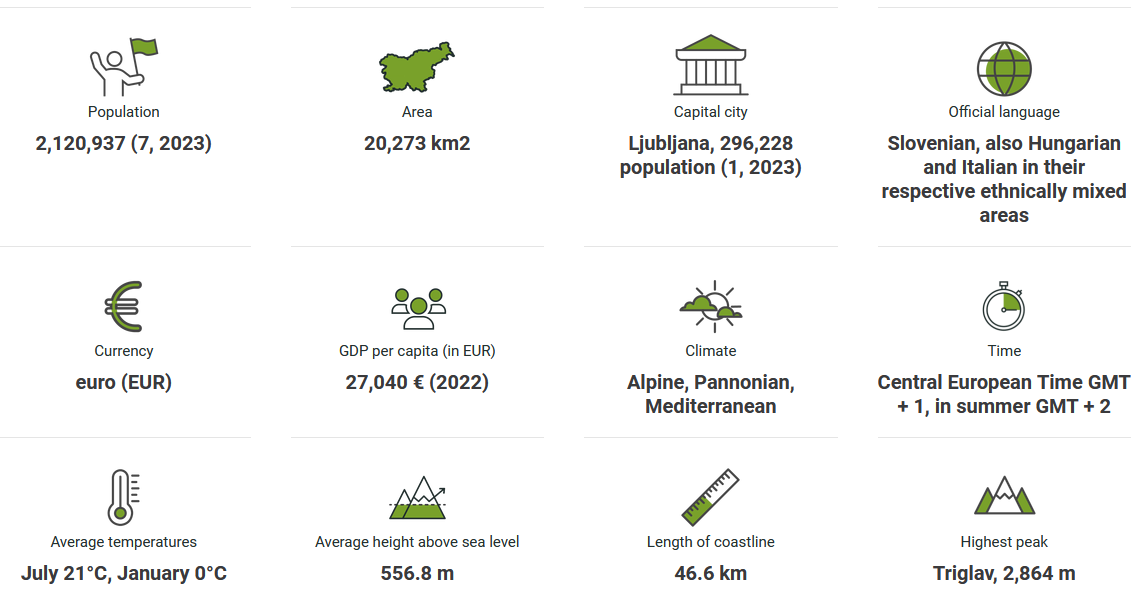 Population
2,120,937 (7, 2023)
Area
20,273 km2
Capital city
Ljubljana, 296,228
population (1, 2023)
Official language
Slovenian, also Hungarian
and Italian in their
respective ethnically mixed
areas
Currency
euro (EUR)
GDP per capita (in EUR)
27,040 € (2022)
Climate
Alpine, Pannonian,
Mediterranean
Time
Central European Time GMT
+ 1, in summer GMT + 2
Average temperatures
July 21°C, January 0°C
Average height above sea level
556.8 m
Length of coastline
46.6 km
Highest peak
Triglav, 2,864 m